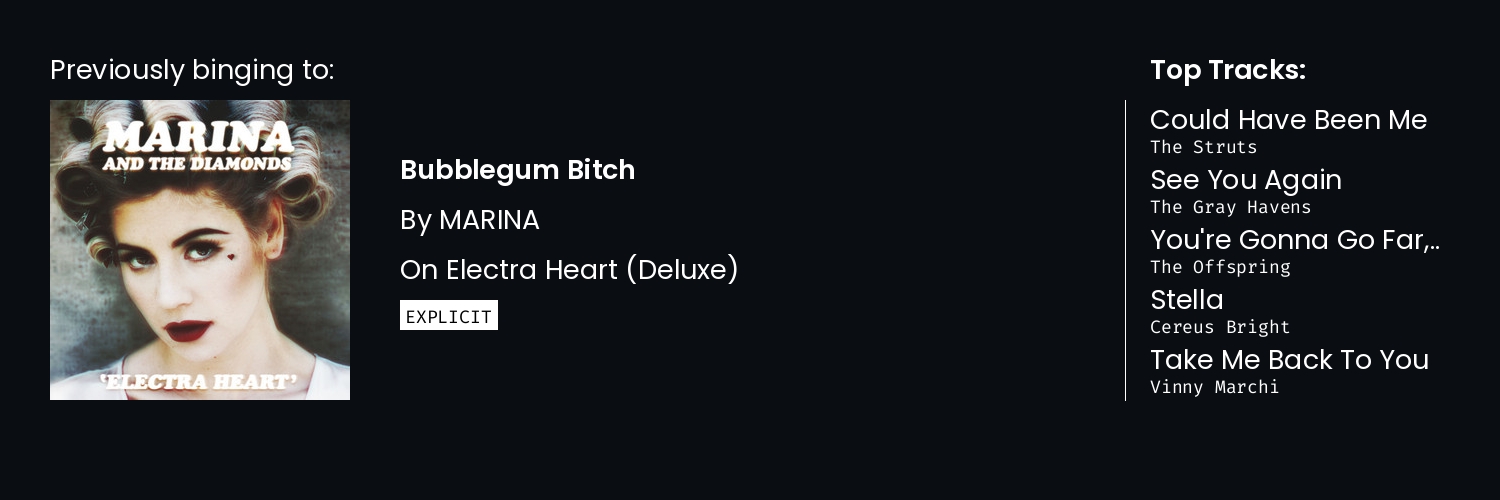 Previously binging to:
MARINA
AND THE DIAMONDS
'ELECTRA HEART'
Bubblegum Bitch
By MARINA
On Electra Heart (Deluxe)
EXPLICIT
Top Tracks:
Could Have Been Me
The Struts
See You Again
The Gray Havens
You're Gonna Go Far,..
The Offspring
Stella
Cereus Bright
Take Me Back To You
Vinny Marchi